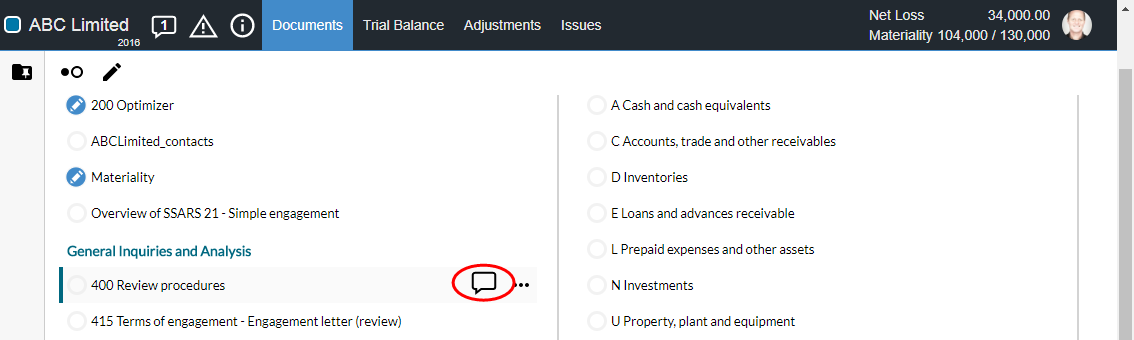 ABC Limited
2016
1
Documents
Trial Balance
Adjustments
Issues
Net Loss 34,000.00
Materiality 104,000 / 130,000
200 Optimizer
ABCLimited_contacts
Materiality
Overview of SSARS 21 - Simple engagement
General Inquiries and Analysis
400 Review procedures
415 Terms of engagement - Engagement letter (review)
A Cash and cash equivalents
C Accounts, trade and other receivables
D Inventories
E Loans and advances receivable
L Prepaid expenses and other assets
N Investments
U Property, plant and equipment